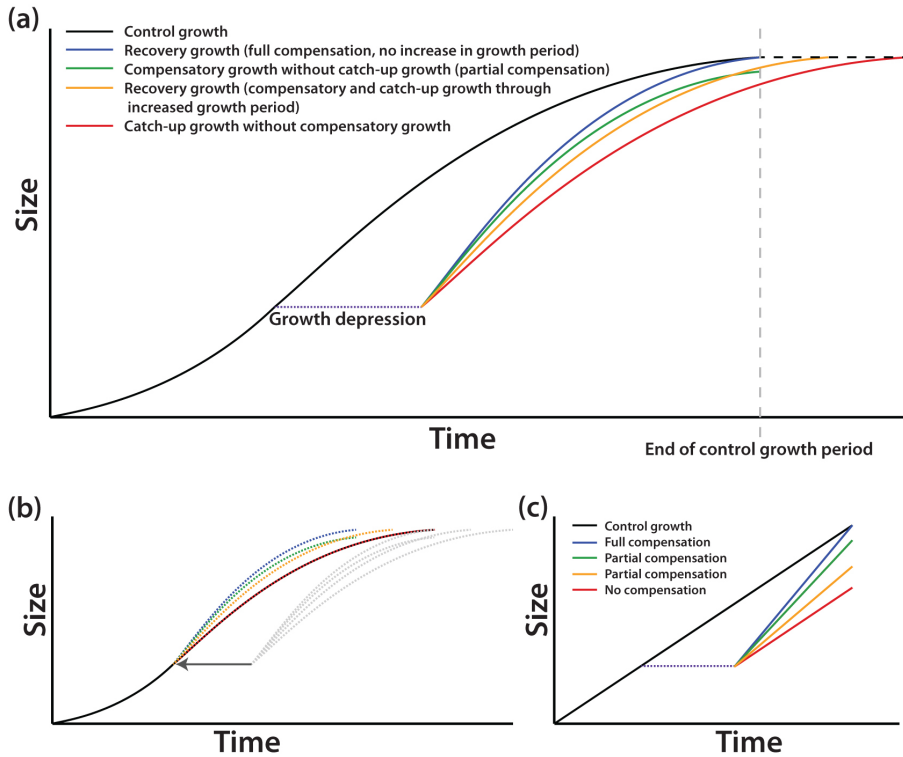 (a)
Control growth
Recovery growth (full compensation, no increase in growth period)
Compensatory growth without catch-up growth (partial compensation)
Recovery growth (compensatory and catch-up growth through
increased growth period)
Catch-up growth without compensatory growth
Size
Growth depression
Time
End of control growth period
(b)
Size
Time
(c)
Control growth
Full compensation
Partial compensation
Partial compensation
No compensation
Size
Time